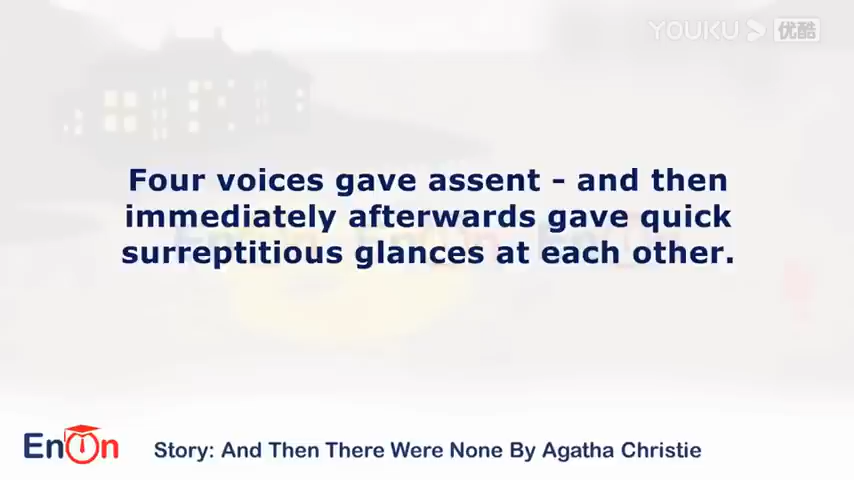 YOUKU 优酷
Four voices gave assent - and then
immediately afterwards gave quick
surreptitious glances at each other.
EnOn
Story: And Then There Were None By Agatha Christie